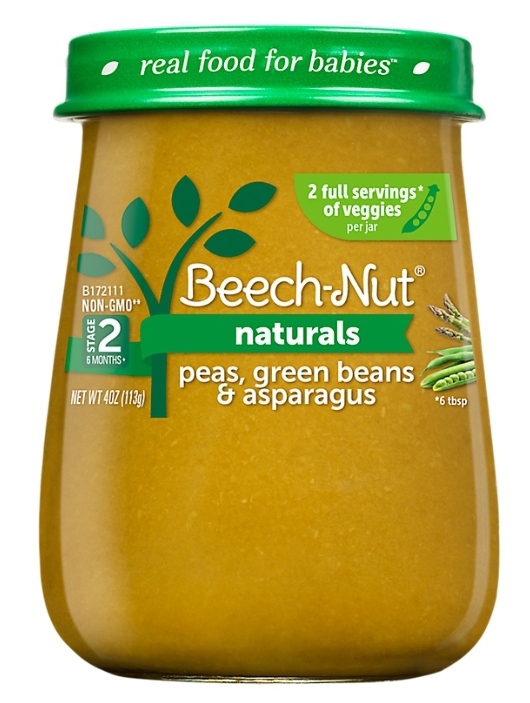 real food for babies™
2 full servings*
of veggies
per jar
B172111
NON-GMO**
Beech-Nut®
STAGE
2
6 MONTHS+
naturals
peas, green beans
& asparagus
NET WT 4OZ (113g)
*6 tbsp